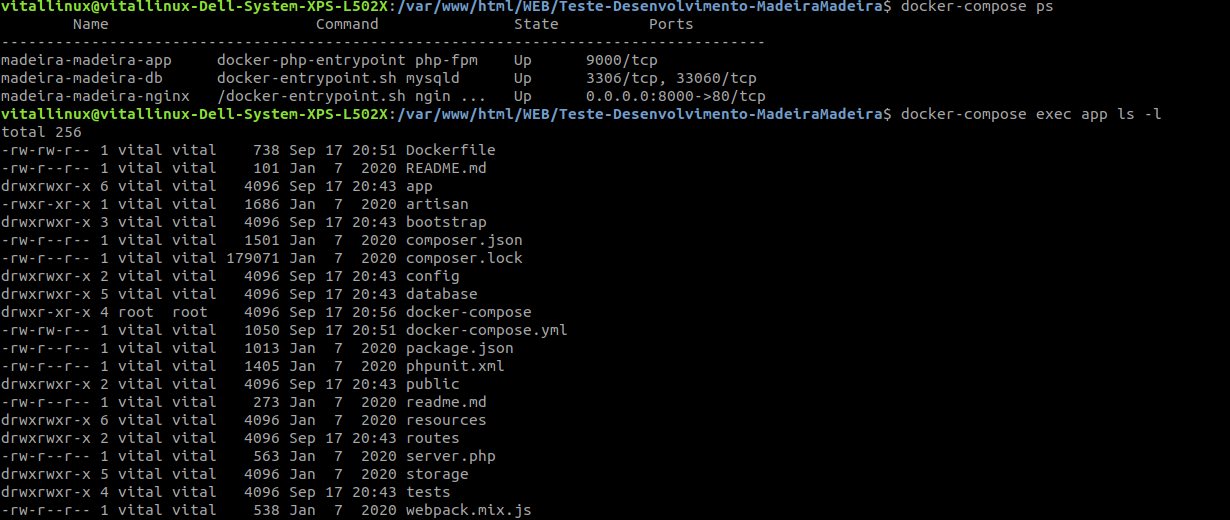 vitallinux@vitallinux-Dell-System-XPS-L502X:/var/www/html/WEB/Teste-Desenvolvimento-MadeiraMadeira$ docker-compose ps
        Name                       Command               State          Ports
-------------------------------------------------------------------------------------
madeira-madeira-app     docker-php-entrypoint php-fpm    Up      9000/tcp
madeira-madeira-db      docker-entrypoint.sh mysqld      Up      3306/tcp, 33060/tcp
madeira-madeira-nginx   /docker-entrypoint.sh ngin ...   Up      0.0.0.0:8000->80/tcp
vitallinux@vitallinux-Dell-System-XPS-L502X:/var/www/html/WEB/Teste-Desenvolvimento-MadeiraMadeira$ docker-compose exec app ls -l
total 256
-rw-rw-r-- 1 vital vital    738 Sep 17 20:51 Dockerfile
-rw-r--r-- 1 vital vital    101 Jan  7  2020 README.md
drwxrwxr-x 6 vital vital   4096 Sep 17 20:43 app
-rwxr-xr-x 1 vital vital   1686 Jan  7  2020 artisan
drwxrwxr-x 3 vital vital   4096 Sep 17 20:43 bootstrap
-rw-r--r-- 1 vital vital   1501 Jan  7  2020 composer.json
-rw-r--r-- 1 vital vital 179071 Jan  7  2020 composer.lock
drwxrwxr-x 2 vital vital   4096 Sep 17 20:43 config
drwxrwxr-x 5 vital vital   4096 Sep 17 20:43 database
drwxr-xr-x 4 root  root    4096 Sep 17 20:56 docker-compose
-rw-rw-r-- 1 vital vital   1050 Sep 17 20:51 docker-compose.yml
-rw-r--r-- 1 vital vital   1013 Jan  7  2020 package.json
-rw-r--r-- 1 vital vital   1405 Jan  7  2020 phpunit.xml
drwxrwxr-x 2 vital vital   4096 Sep 17 20:43 public
-rw-r--r-- 1 vital vital    273 Jan  7  2020 readme.md
drwxrwxr-x 6 vital vital   4096 Jan  7  2020 resources
drwxrwxr-x 2 vital vital   4096 Sep 17 20:43 routes
-rw-r--r-- 1 vital vital    563 Jan  7  2020 server.php
drwxrwxr-x 5 vital vital   4096 Jan  7  2020 storage
drwxrwxr-x 4 vital vital   4096 Sep 17 20:43 tests
-rw-r--r-- 1 vital vital    538 Jan  7  2020 webpack.mix.js